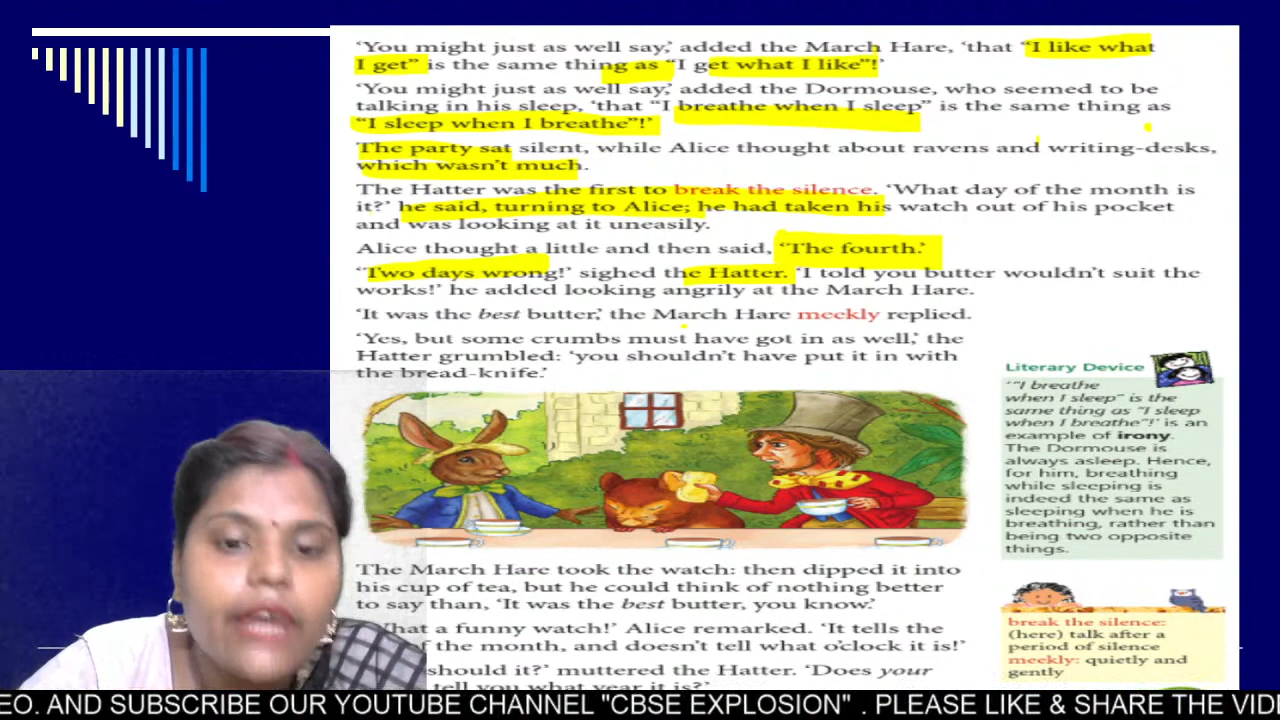 ‘You might just as well say,’ added the March Hare, ‘that “I like what
I get” is the same thing as “I get what I like”!’
‘You might just as well say,’ added the Dormouse, who seemed to be
talking in his sleep, ‘that “I breathe when I sleep” is the same thing as
“I sleep when I breathe”!’
The party sat silent, while Alice thought about ravens and writing-desks,
which wasn’t much.
The Hatter was the first to break the silence. ‘What day of the month is
it?’ he said, turning to Alice; he had taken his watch out of his pocket
and was looking at it uneasily.
Alice thought a little and then said, ‘The fourth.’
‘Two days wrong!’ sighed the Hatter. ‘I told you butter wouldn’t suit the
works!’ he added looking angrily at the March Hare.
‘It was the best butter,’ the March Hare meekly replied.
‘Yes, but some crumbs must have got in as well,’ the
Hatter grumbled: ‘you shouldn’t have put it in with
the bread-knife.’
The March Hare took the watch: then dipped it into
his cup of tea, but he could think of nothing better
to say than, ‘It was the best butter, you know.’
a funny watch!’ Alice remarked. ‘It tells the
the month, and doesn’t tell what o’clock it is!’
should it?’ muttered the Hatter. ‘Does your
tell you what year it is?’
Literary Device
‘“I breathe
when I sleep” is the
same thing as “I sleep
when I breathe”!’ is an
example of irony.
The Dormouse is
always asleep. Hence,
for him, breathing
while sleeping is
indeed the same as
sleeping when he is
breathing, rather than
being two opposite
things.
break the silence:
(here) talk after a
period of silence
meekly: quietly and
gently
AND SUBSCRIBE OUR YOUTUBE CHANNEL "CBSE EXPLOSION" . PLEASE LIKE & SHARE THE